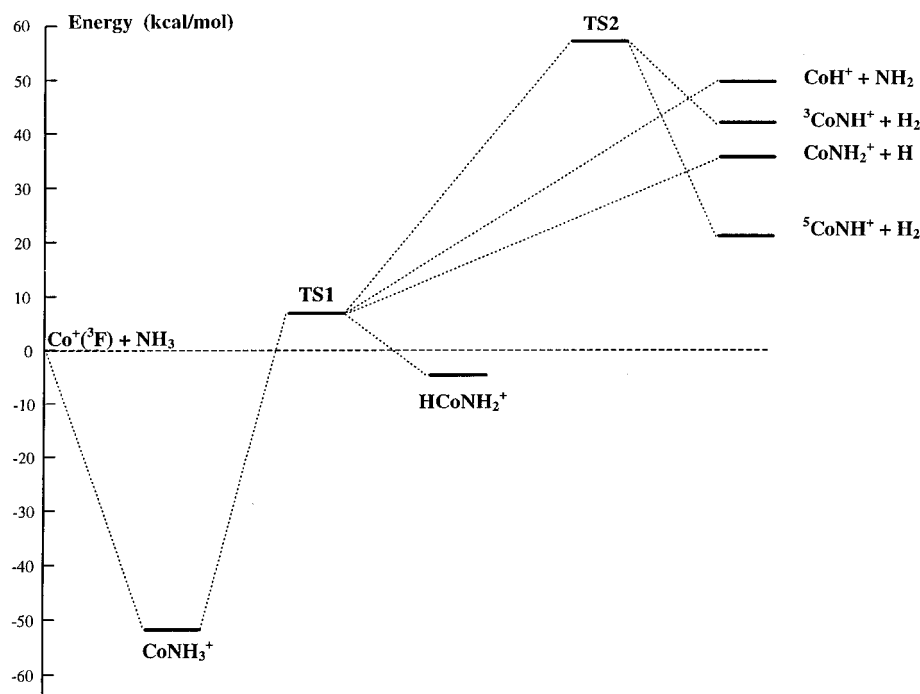 60
Energy (kcal/mol)
TS2
50
CoH⁺ + NH₂
³CoNH⁺ + H₂
40
CoNH₂⁺ + H
30
20
⁵CoNH⁺ + H₂
10
TS1
Co⁺(³F) + NH₃
0
HCoNH₂⁺
-10
-20
-30
-40
-50
CoNH₃⁺
-60